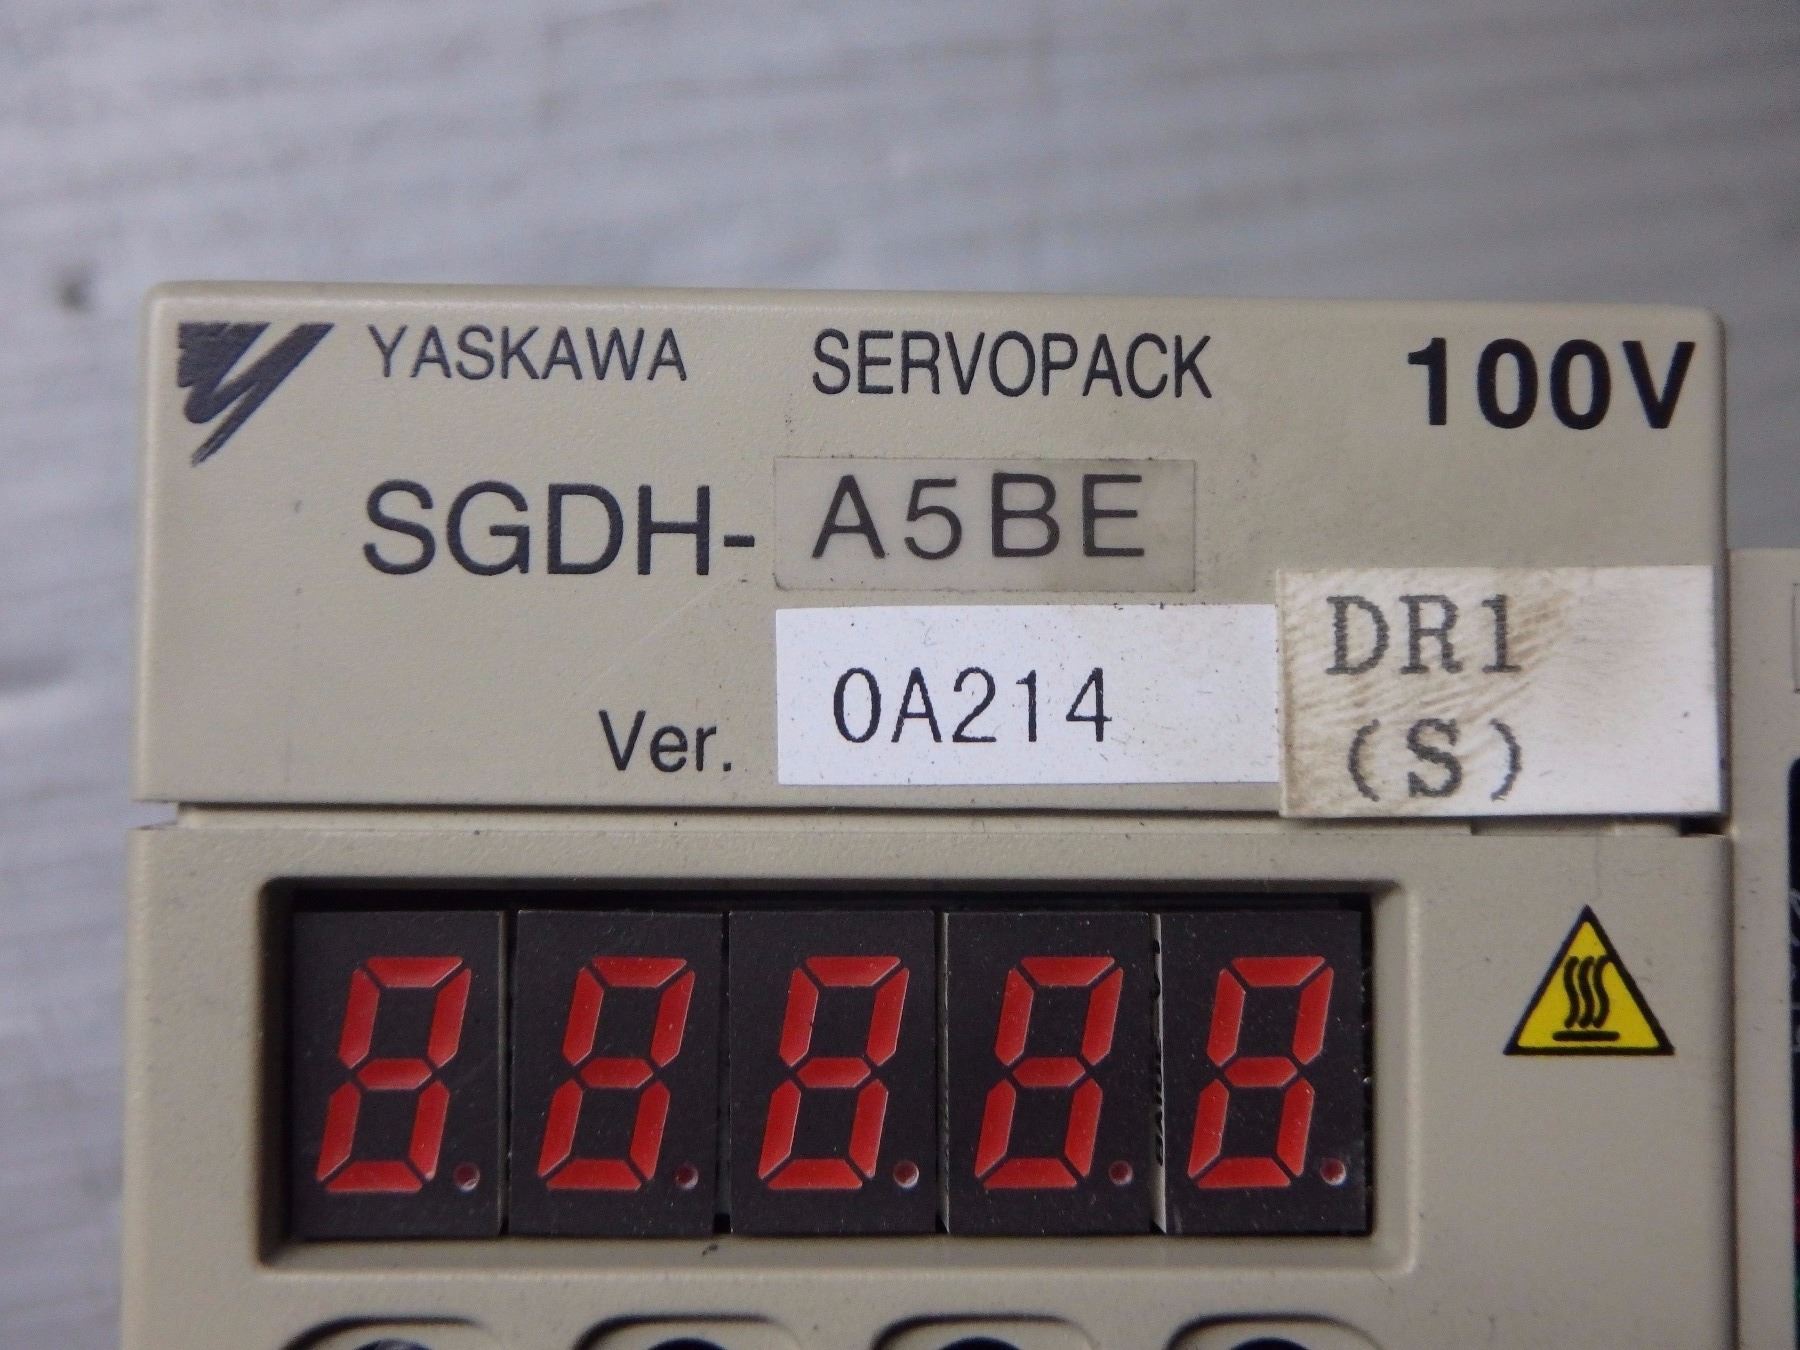 YASKAWA SERVOPACK 100V
SGDH-A5BE
DR1
Ver. 0A214
(S)